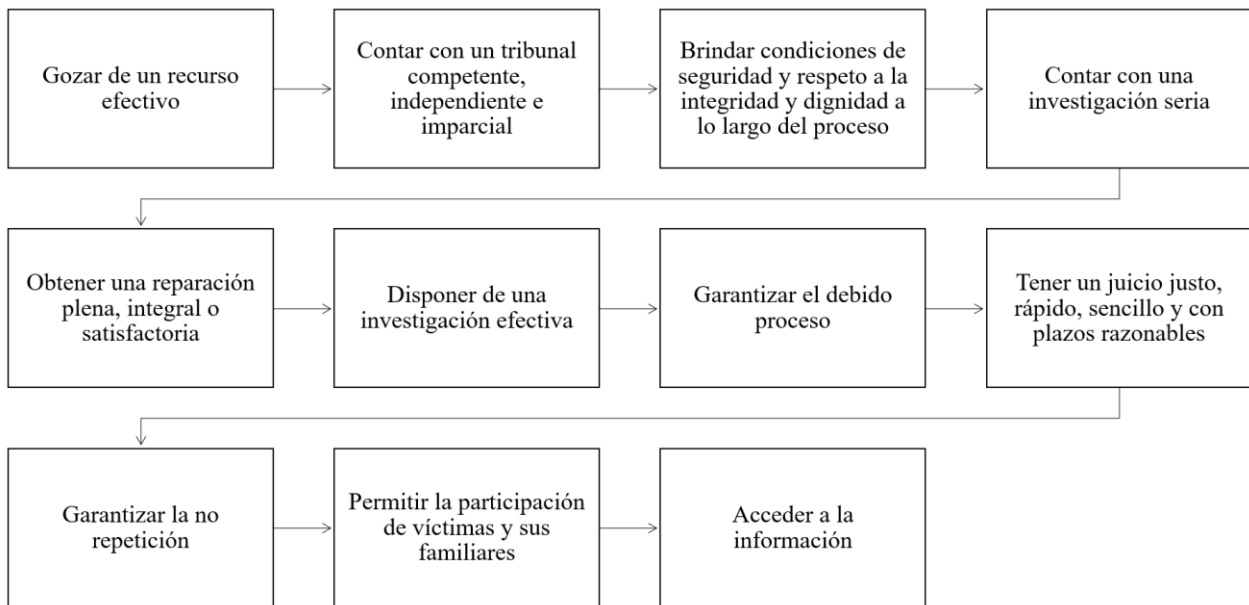 Gozar de un recurso
efectivo
Contar con un tribunal
competente,
independiente e
imparcial
Brindar condiciones de
seguridad y respeto a la
integridad y dignidad a
lo largo del proceso
Contar con una
investigación seria
Obtener una reparación
plena, integral o
satisfactoria
Disponer de una
investigación efectiva
Garantizar el debido
proceso
Tener un juicio justo,
rápido, sencillo y con
plazos razonables
Garantizar la no
repetición
Permitir la participación
de víctimas y sus
familiares
Acceder a la
información